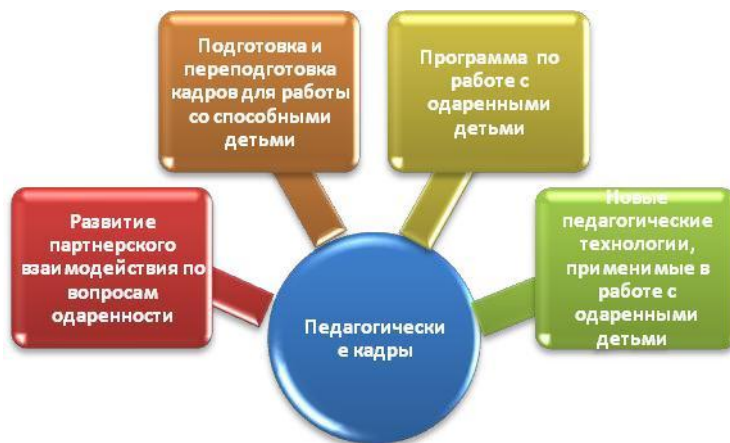 Подготовка и
переподготовка
кадров для работы
со способными
детьми
Программа по
работе с
одаренными
детьми
Развитие
партнерского
взаимодействия по
вопросам
одаренности
Новые
педагогические
технологии,
применимые в
работе с
одаренными
детьми
Педагогически
е кадры